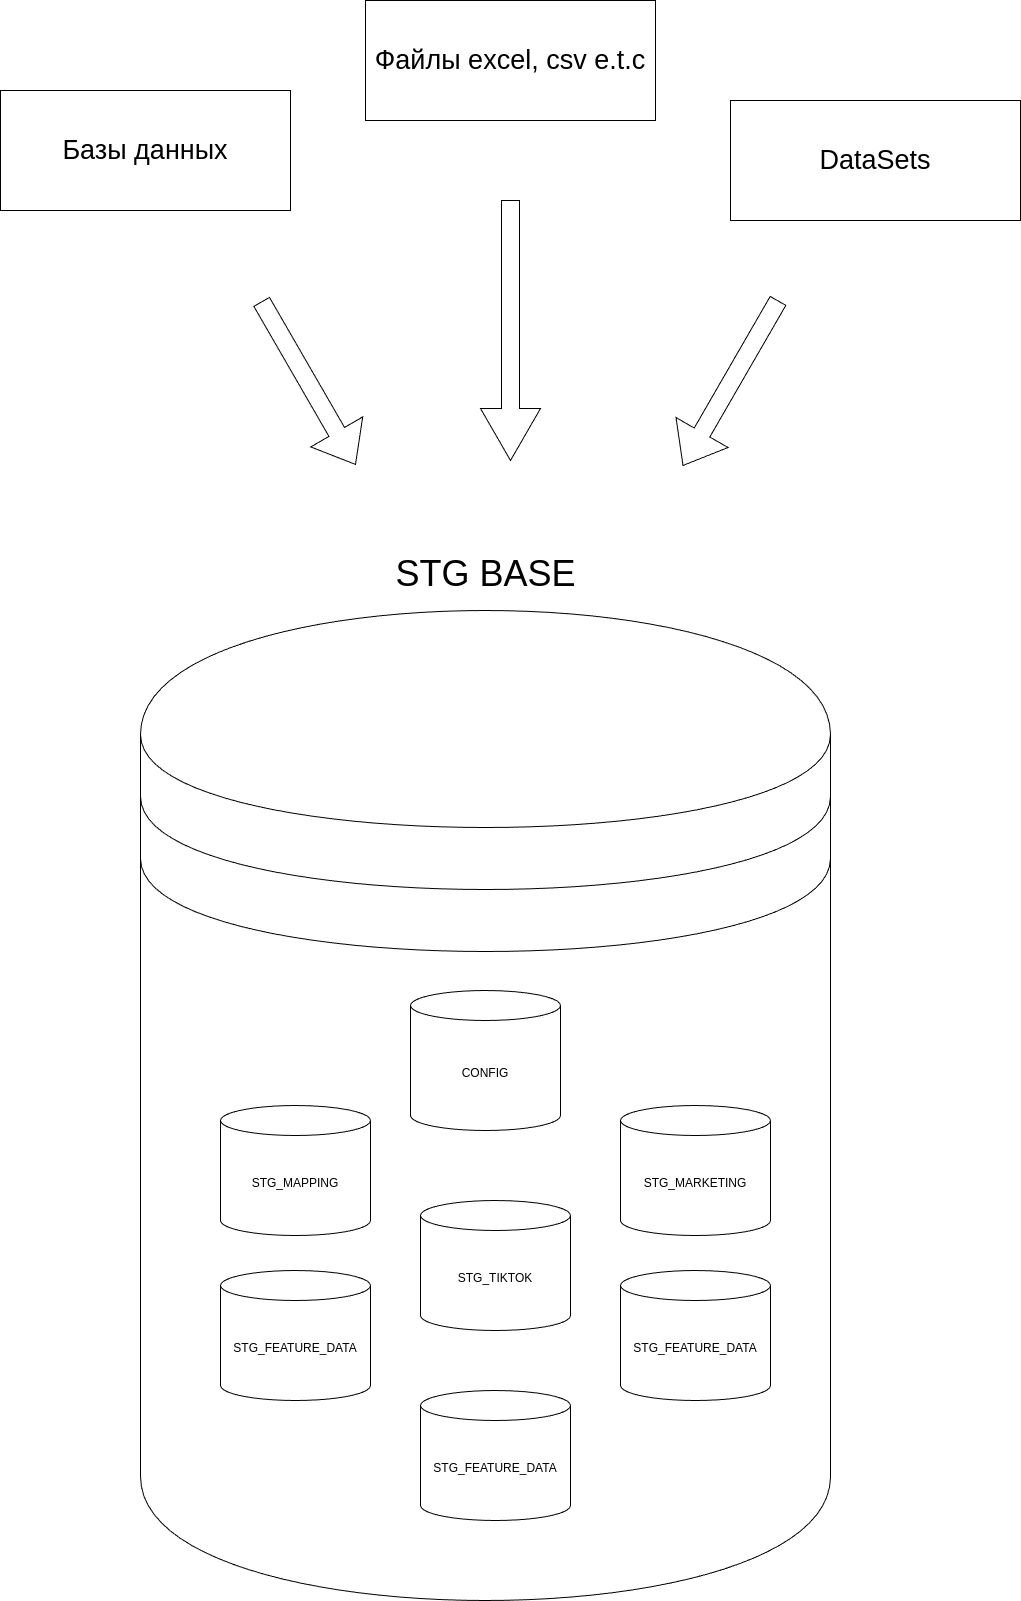 Файлы excel, csv e.t.c
Базы данных
DataSets
STG BASE
CONFIG
STG_MAPPING
STG_MARKETING
STG_TIKTOK
STG_FEATURE_DATA
STG_FEATURE_DATA
STG_FEATURE_DATA